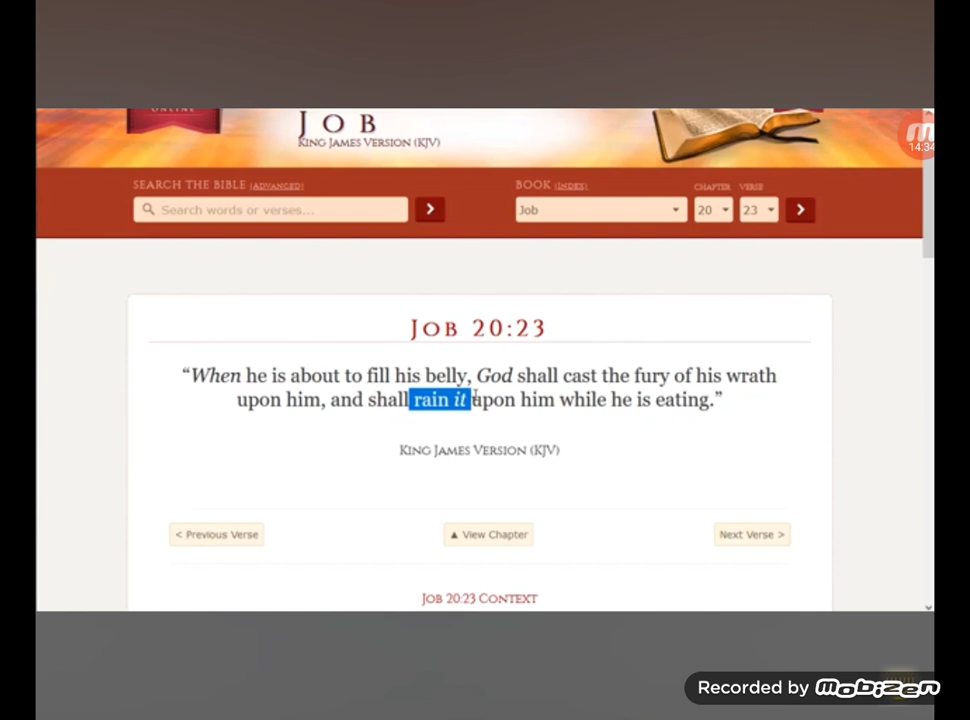 ONLINE
JOB
KING JAMES VERSION (KJV)
14:34
SEARCH THE BIBLE (ADVANCED)
BOOK (INDEX)
CHAPTER VERSE
Search words or verses...
Job
20
23
JOB 20:23
“When he is about to fill his belly, God shall cast the fury of his wrath
upon him, and shall rain it upon him while he is eating.”
KING JAMES VERSION (KJV)
< Previous Verse
▲ View Chapter
Next Verse >
JOB 20:23 CONTEXT
Recorded by MOBIZEN